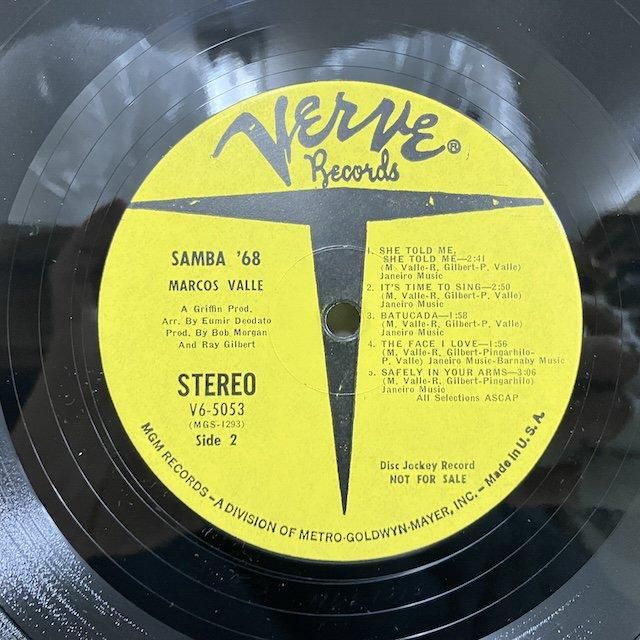 VERVE ®
Records
SAMBA '68
MARCOS VALLE
A Griffin Prod.
Arr. By Eumir Deodato
Prod. By Bob Morgan
And Ray Gilbert
STEREO
V6-5053
(MGS-1293)
Side 2
1. SHE TOLD ME,
SHE TOLD ME—2:41
(M. Valle-R, Gilbert-P, Valle)
Janeiro Music
2. IT'S TIME TO SING—2:50
(M, Valle-R, Gilbert-P, Valle)
Janeiro Music
3. BATUCADA—1:58
(M, Valle-R, Gilbert-P, Valle)
Janeiro Music
4. THE FACE I LOVE—1:56
(M, Valle-R, Gilbert-Pingarhilo-
P, Valle) Janeiro Music-Barnaby Music
5. SAFELY IN YOUR ARMS—3:06
(M, Valle-R, Gilbert-P, Valle)
Janeiro Music
All Selections ASCAP
Disc Jockey Record
NOT FOR SALE
MGM RECORDS – A DIVISION OF METRO-GOLDWYN-MAYER, INC. – Made in U. S. A.